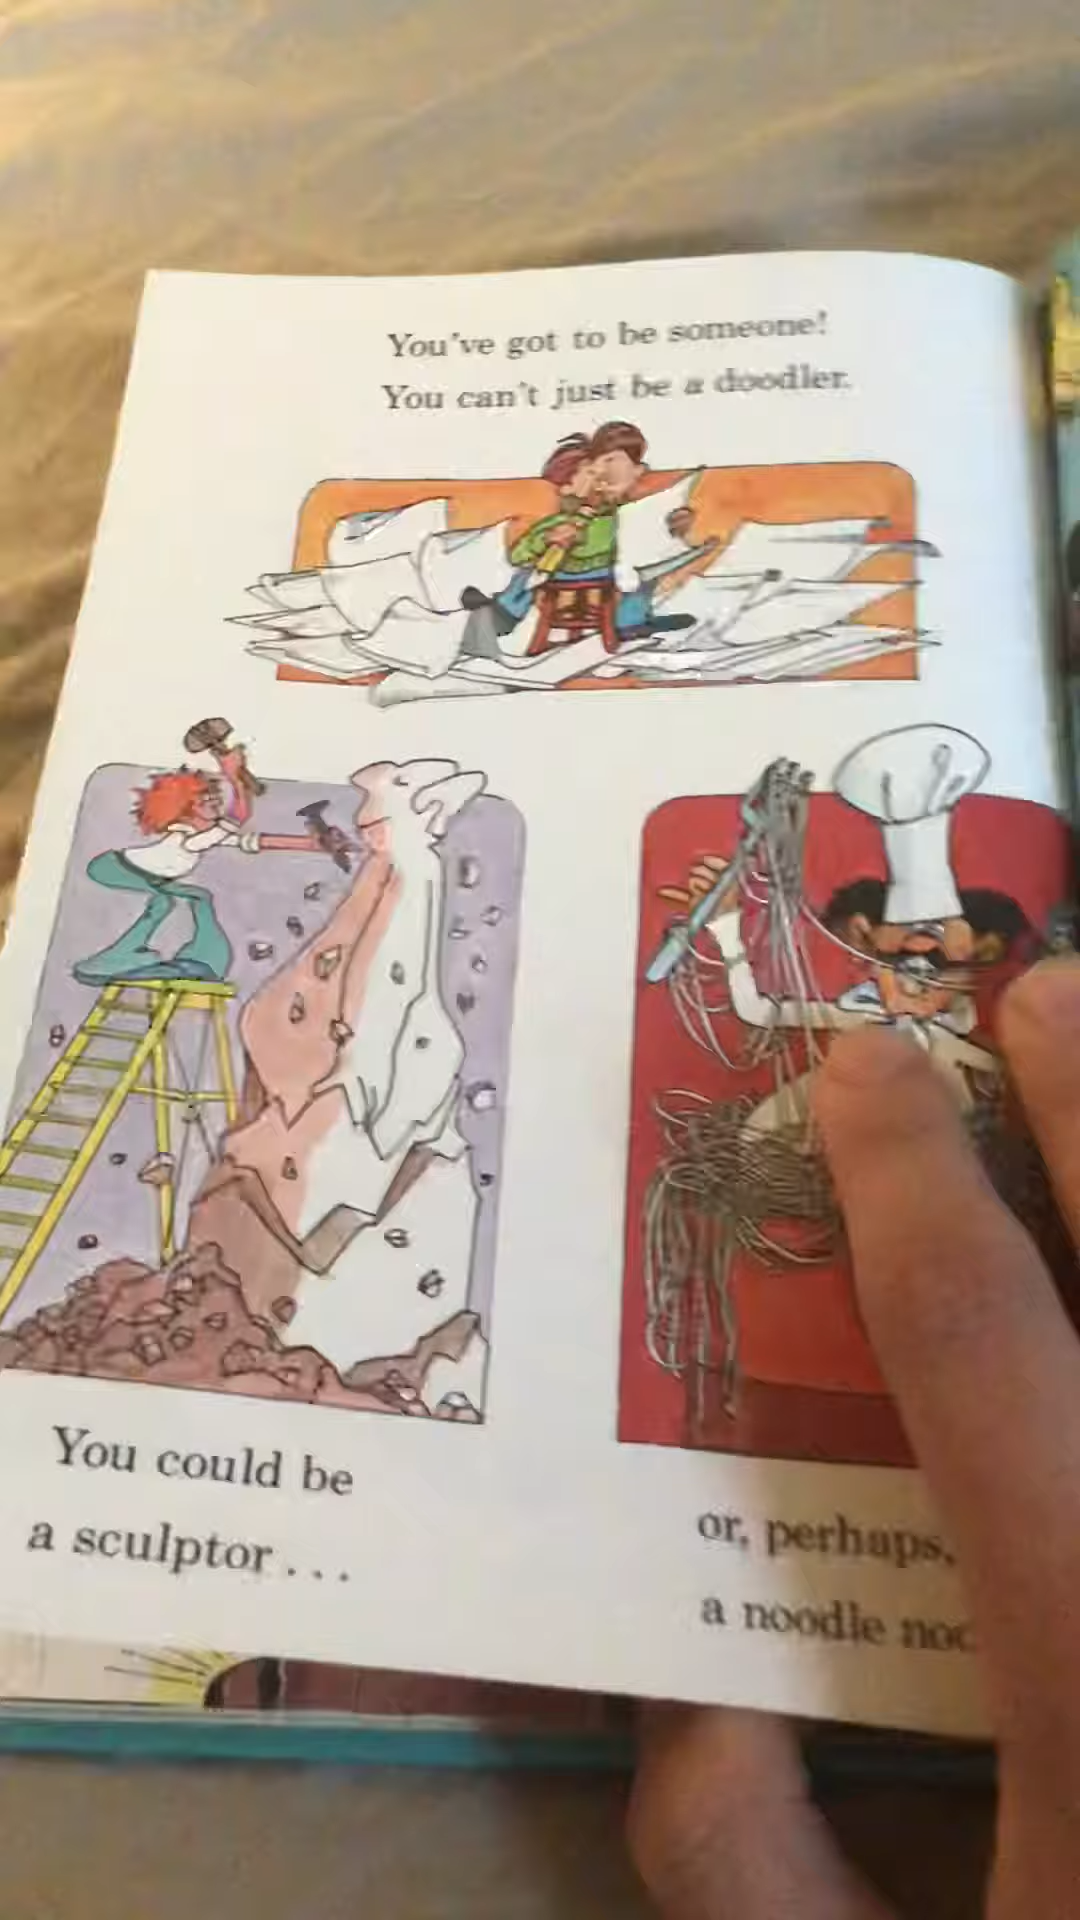 You've got to be someone!
You can't just be a doodler.
You could be
a sculptor...
or, perhaps,
a noodle